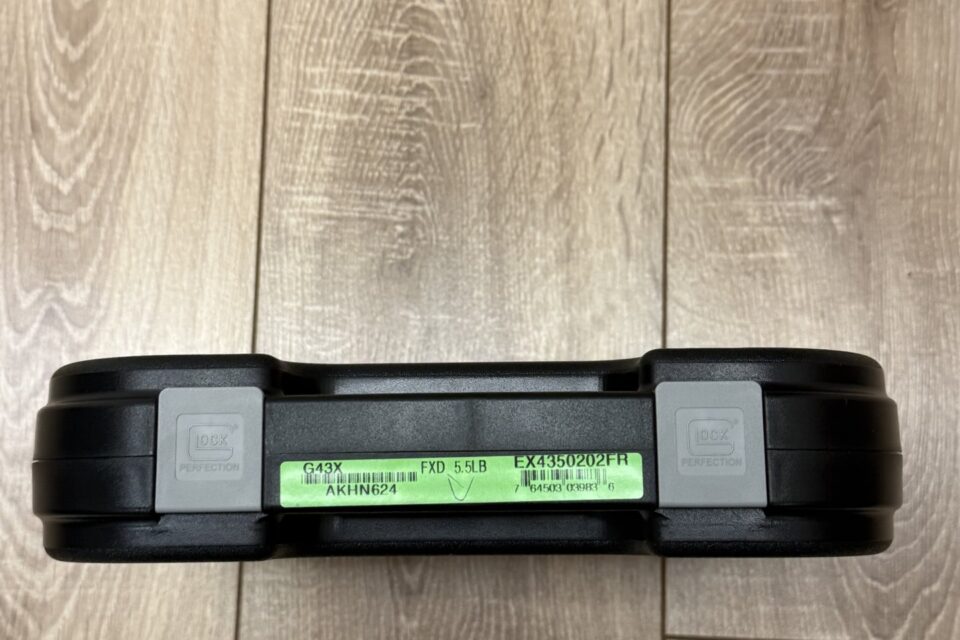 GLOCK
PERFECTION
G43X
AKHN624
FXD 5.5LB
EX4350202FR
7 64503 03983 6
GLOCK
PERFECTION